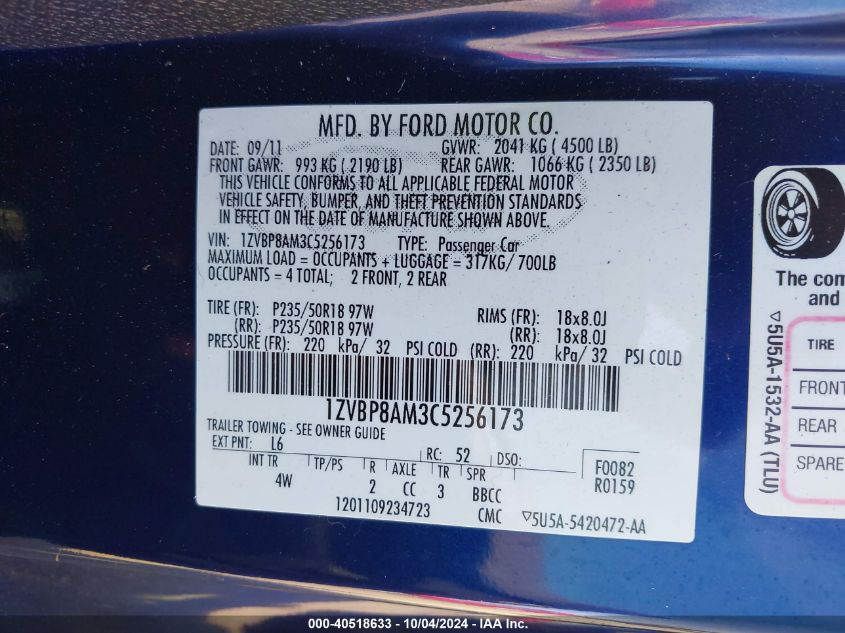 MFD. BY FORD MOTOR CO.
DATE: 09/11 GVWR: 2041 KG ( 4500 LB)
FRONT GAWR: 993 KG ( 2190 LB) REAR GAWR: 1066 KG ( 2350 LB)
THIS VEHICLE CONFORMS TO ALL APPLICABLE FEDERAL MOTOR
VEHICLE SAFETY, BUMPER, AND THEFT PREVENTION STANDARDS
IN EFFECT ON THE DATE OF MANUFACTURE SHOWN ABOVE.
VIN: 1ZVBP8AM3C5256173 TYPE: Passenger Car
MAXIMUM LOAD = OCCUPANTS + LUGGAGE = 317KG/ 700LB
OCCUPANTS = 4 TOTAL; 2 FRONT, 2 REAR
TIRE (FR): P235/50R18 97W RIMS (FR): 18x8.0J
(RR): P235/50R18 97W (RR): 18x8.0J
PRESSURE (FR): 220 kPa/ 32 PSI COLD (RR): 220 kPa/ 32 PSI COLD
1ZVBP8AM3C5256173
TRAILER TOWING - SEE OWNER GUIDE
EXT PNT: L6 RC: 52 DSO: F0082
INT TR TP/PS R AXLE TR SPR R0159
4W 2 CC 3 BBCC
1201109234723 CMC ▽5U5A-5420472-AA
The com
and
▽5U5A-1532-AA (TLU)
TIRE
FRONT
REAR
SPARE
000-40518633 - 10/04/2024 - IAA Inc.